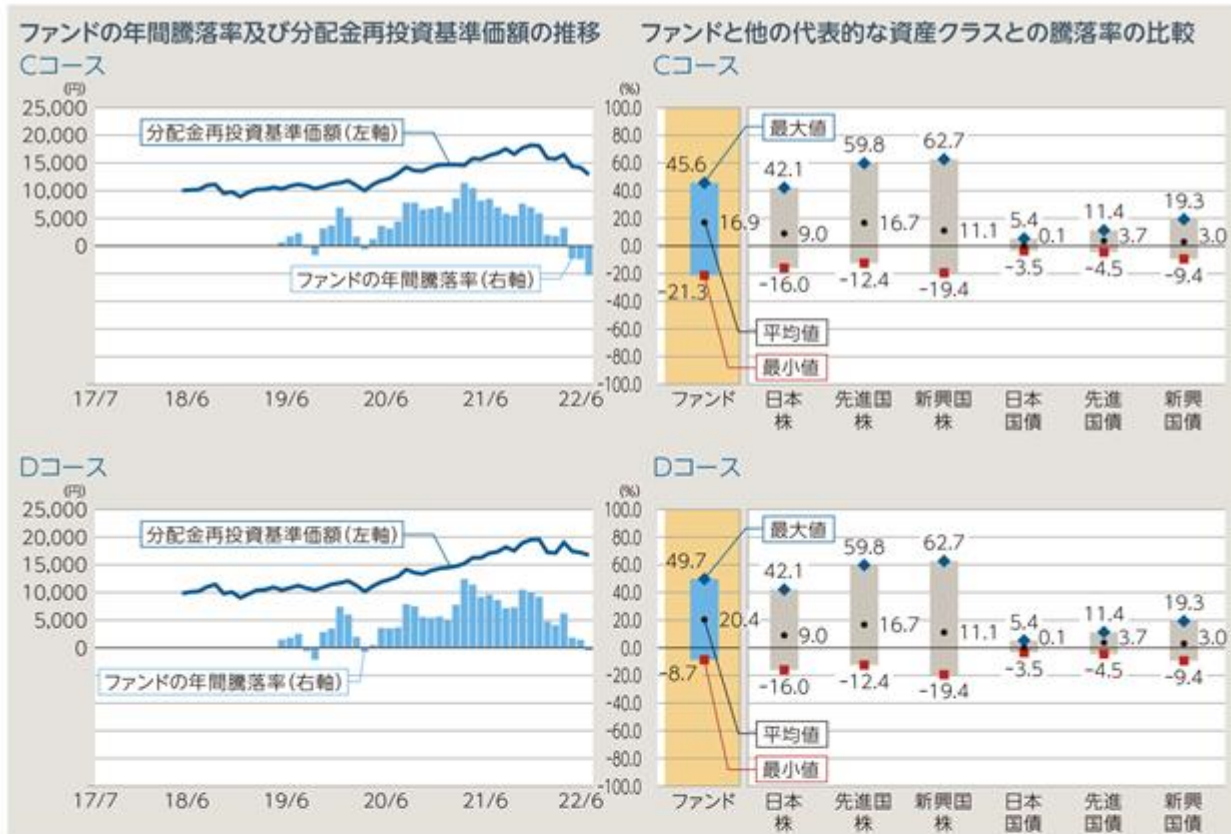 ファンドの年間騰落率及び分配金再投資基準価額の推移
Cコース
(円)
25,000
20,000
15,000
10,000
5,000
0
分配金再投資基準価額(左軸)
ファンドの年間騰落率(右軸)
17/7 18/6 19/6 20/6 21/6 22/6
ファンドと他の代表的な資産クラスとの騰落率の比較
Cコース
(%)
100.0
80.0
60.0
40.0
20.0
0.0
-20.0
-40.0
-60.0
-80.0
-100.0
最大値
平均値
最小値
45.6 42.1 59.8 62.7 5.4 11.4 19.3
16.9 9.0 16.7 11.1 0.1 3.7 3.0
-21.3 -16.0 -12.4 -19.4 -3.5 -4.5 -9.4
ファンド 日本株 先進国株 新興国株 日本国債 先進国債 新興国債
Dコース
(円)
25,000
20,000
15,000
10,000
5,000
0
分配金再投資基準価額(左軸)
ファンドの年間騰落率(右軸)
17/7 18/6 19/6 20/6 21/6 22/6
Dコース
(%)
100.0
80.0
60.0
40.0
20.0
0.0
-20.0
-40.0
-60.0
-80.0
-100.0
最大値
平均値
最小値
49.7 42.1 59.8 62.7 5.4 11.4 19.3
20.4 9.0 16.7 11.1 0.1 3.7 3.0
-8.7 -16.0 -12.4 -19.4 -3.5 -4.5 -9.4
ファンド 日本株 先進国株 新興国株 日本国債 先進国債 新興国債